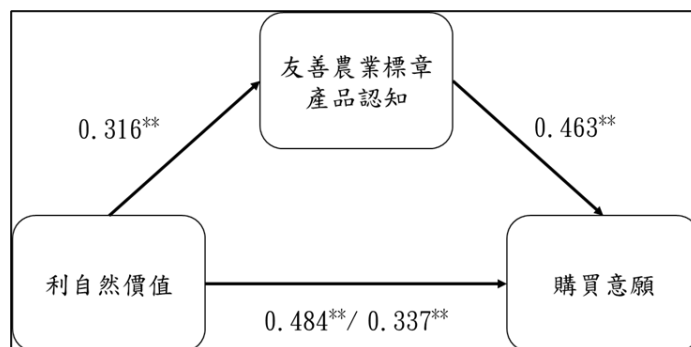 友善農業標章
產品認知
0.316**
0.463**
利自然價值
購買意願
0.484**/ 0.337**